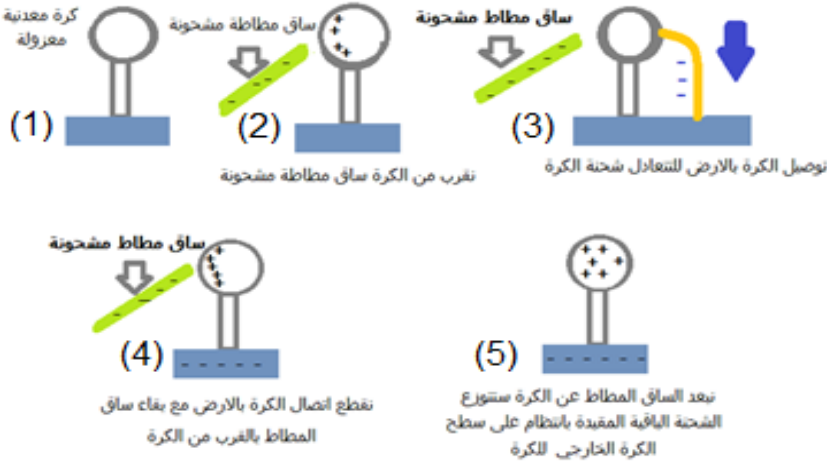 كرة معدنية
معزولة
(1)
ساق مطاطة مشحونة
(2)
نقرب من الكرة ساق مطاطة مشحونة
ساق مطاط مشحونة
(3)
نوصيل الكرة بالارض للتتعادل شحنة الكرة
ساق مطاط مشحونة
(4)
نقطع اتصال الكرة بالارض مع بقاء ساق
المطاط بالقرب من الكرة
(5)
نبعد الساق المطاط عن الكرة ستتوزع
الشحنة الباقية المقيدة بانتظام على سطح
الكرة الخارجي للكرة